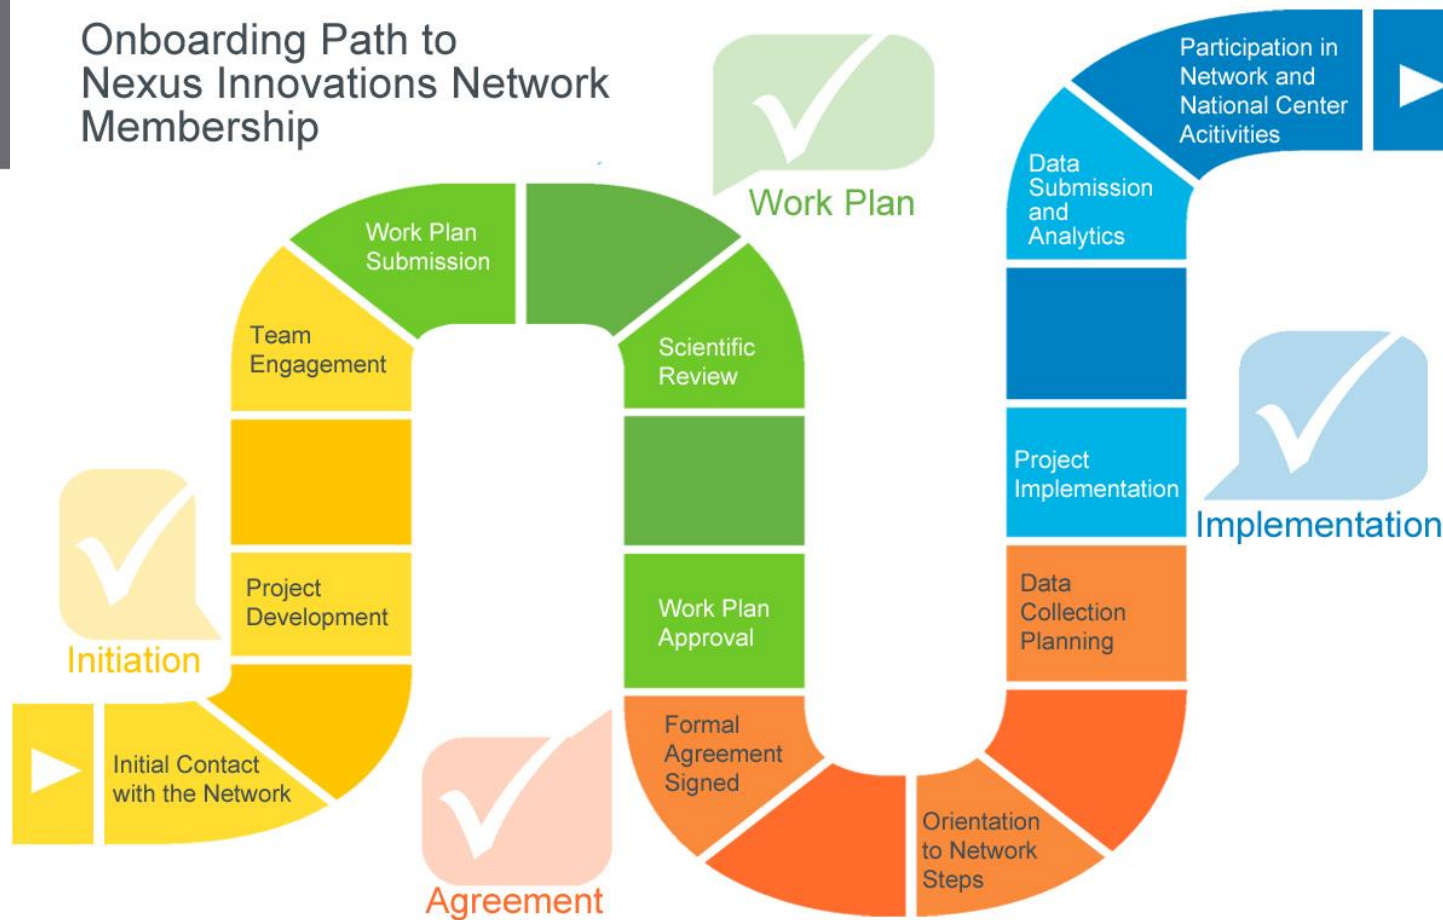 Onboarding Path to
Nexus Innovations Network
Membership
Initial Contact
with the Network
Project
Development
Team
Engagement
Initiation
Work Plan
Submission
Scientific
Review
Work Plan
Approval
Work Plan
Formal
Agreement
Signed
Orientation
to Network
Steps
Data
Collection
Planning
Agreement
Project
Implementation
Data
Submission
and
Analytics
Participation in
Network and
National Center
Acitivities
Implementation